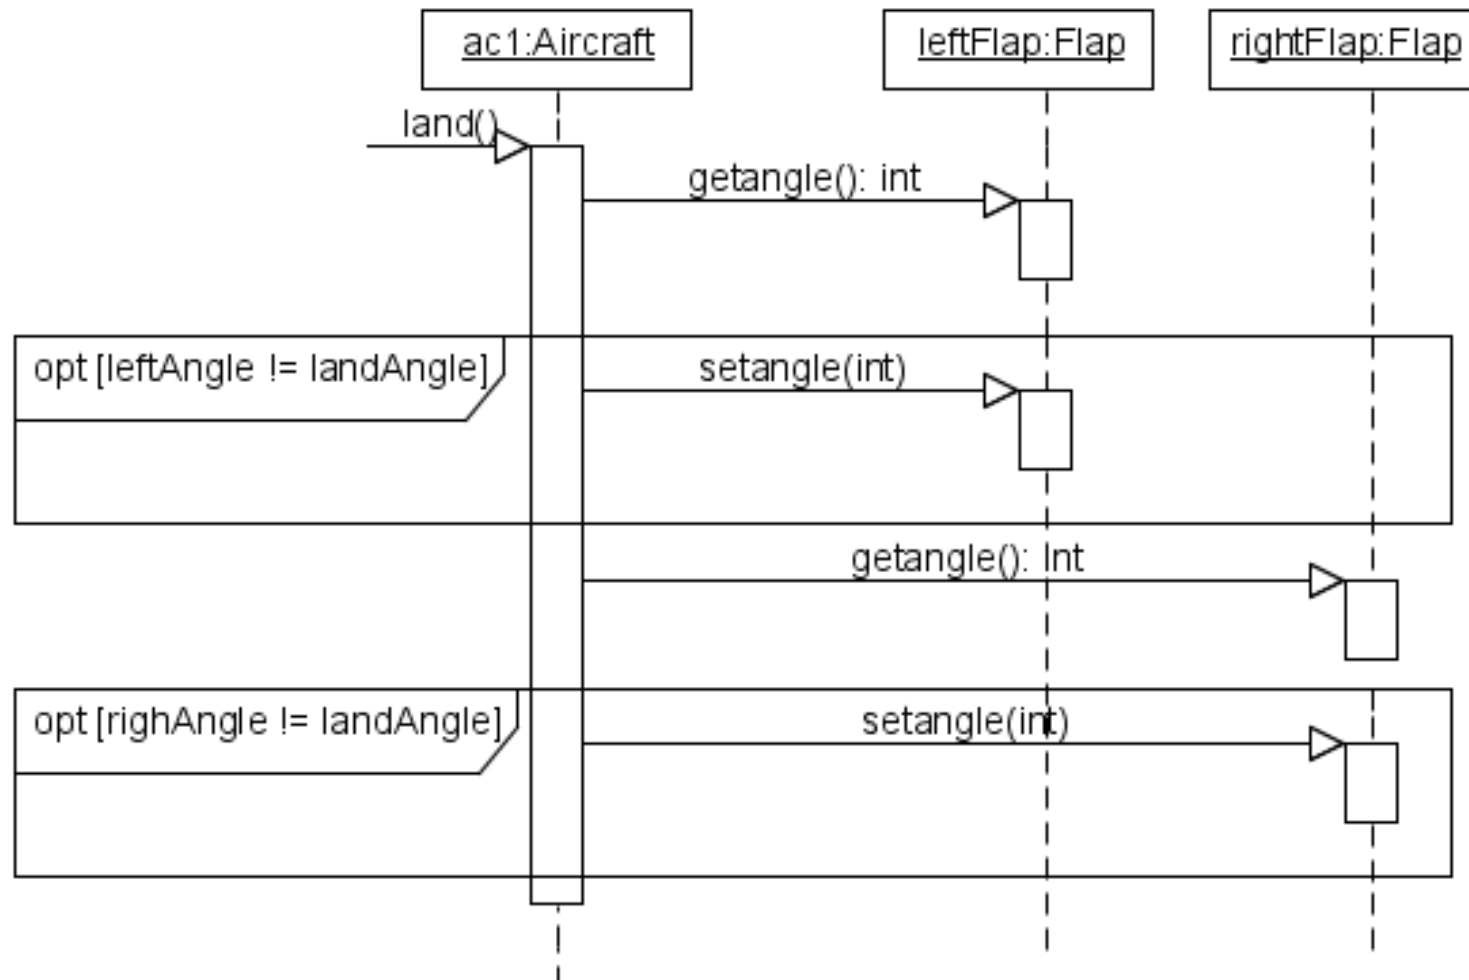 ac1:Aircraft
leftFlap:Flap
rightFlap:Flap
land()
getangle(): int
opt [leftAngle != landAngle]
setangle(int)
getangle(): int
opt [righAngle != landAngle]
setangle(int)